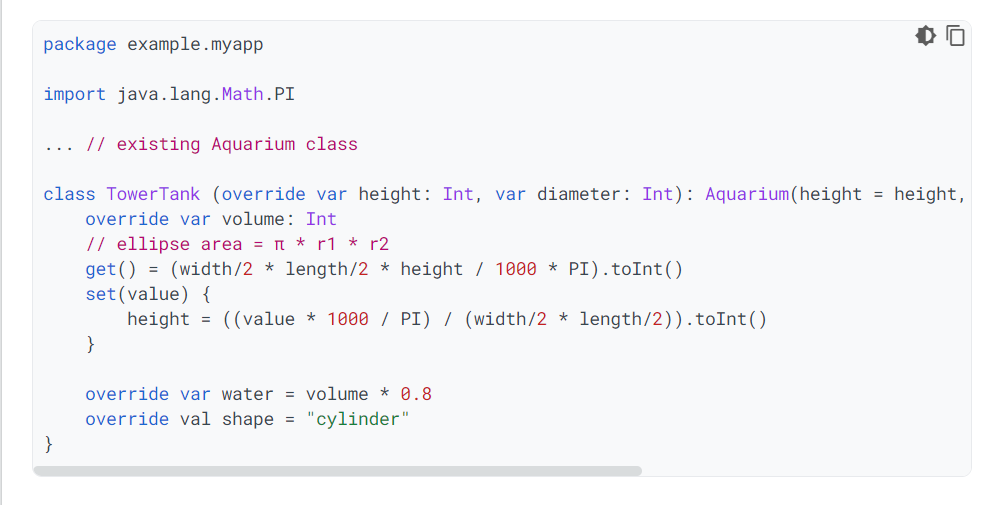 package example.myapp
import java.lang.Math.PI
... // existing Aquarium class
class TowerTank (override var height: Int, var diameter: Int): Aquarium(height = height,
    override var volume: Int
    // ellipse area = π * r1 * r2
    get() = (width/2 * length/2 * height / 1000 * PI).toInt()
    set(value) {
        height = ((value * 1000 / PI) / (width/2 * length/2)).toInt()
    }
    override var water = volume * 0.8
    override val shape = "cylinder"
}